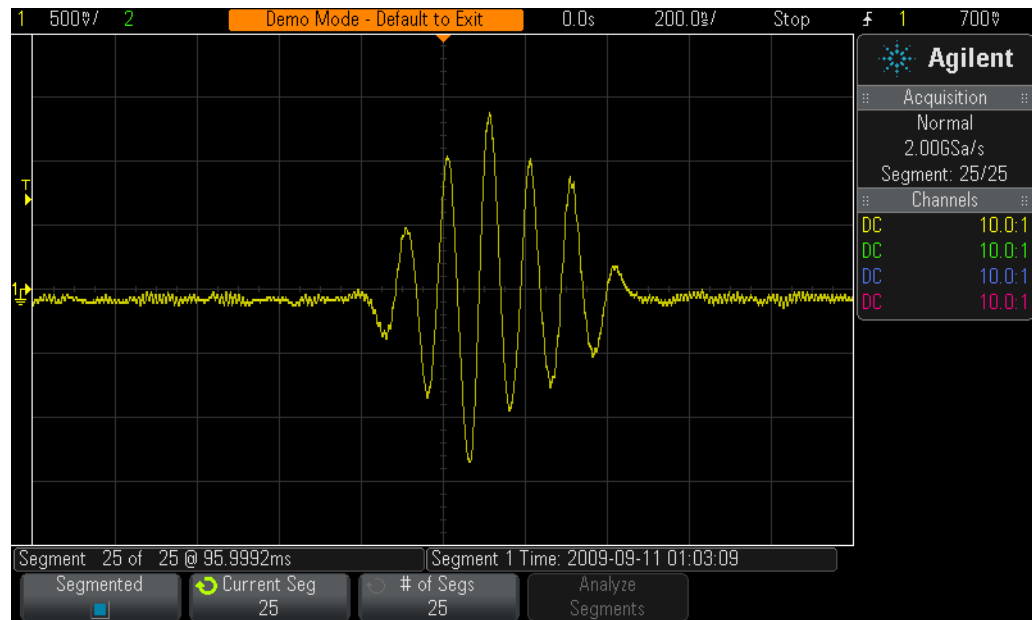 1 500mV/ 2 Demo Mode - Default to Exit 0.0s 200.0ns/ Stop 1 700mV
Agilent
Acquisition
Normal
2.00GSa/s
Segment: 25/25
Channels
DC 10.0:1
DC 10.0:1
DC 10.0:1
DC 10.0:1
T
1
Segment 25 of 25 @ 95.9992ms Segment 1 Time: 2009-09-11 01:03:09
Segmented
Current Seg
25
# of Segs
25
Analyze
Segments